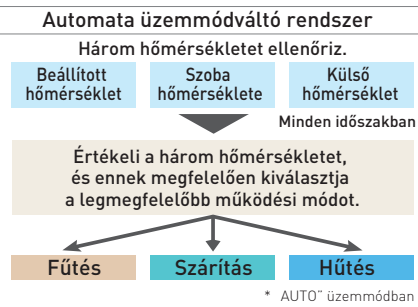 Automata üzemmódváltó rendszer
Három hőmérsékletet ellenőriz.
Beállított
hőmérséklet
Szoba
hőmérséklete
Külső
hőmérséklet
Minden időszakban
Értékeli a három hőmérsékletet,
és ennek megfelelően kiválasztja
a legmegfelelőbb működési módot.
Fűtés
Szárítás
Hűtés
* AUTO" üzemmódban